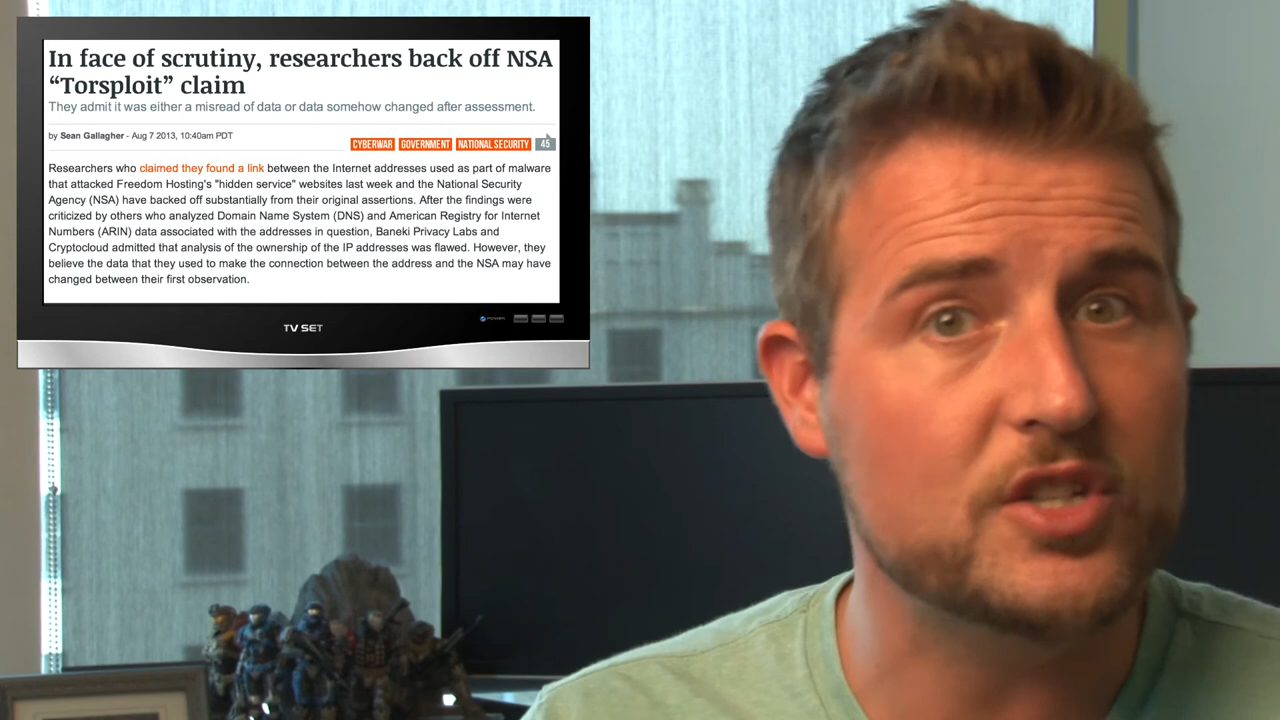 In face of scrutiny, researchers back off NSA
“Torsploit” claim
They admit it was either a misread of data or data somehow changed after assessment.
by Sean Gallagher - Aug 7 2013, 10:40am PDT
CYBERWAR GOVERNMENT NATIONAL SECURITY 45
Researchers who claimed they found a link between the Internet addresses used as part of malware
that attacked Freedom Hosting's "hidden service" websites last week and the National Security
Agency (NSA) have backed off substantially from their original assertions. After the findings were
criticized by others who analyzed Domain Name System (DNS) and American Registry for Internet
Numbers (ARIN) data associated with the addresses in question, Baneki Privacy Labs and
Cryptocloud admitted that analysis of the ownership of the IP addresses was flawed. However, they
believe the data that they used to make the connection between the address and the NSA may have
changed between their first observation.
TV SET
POWER